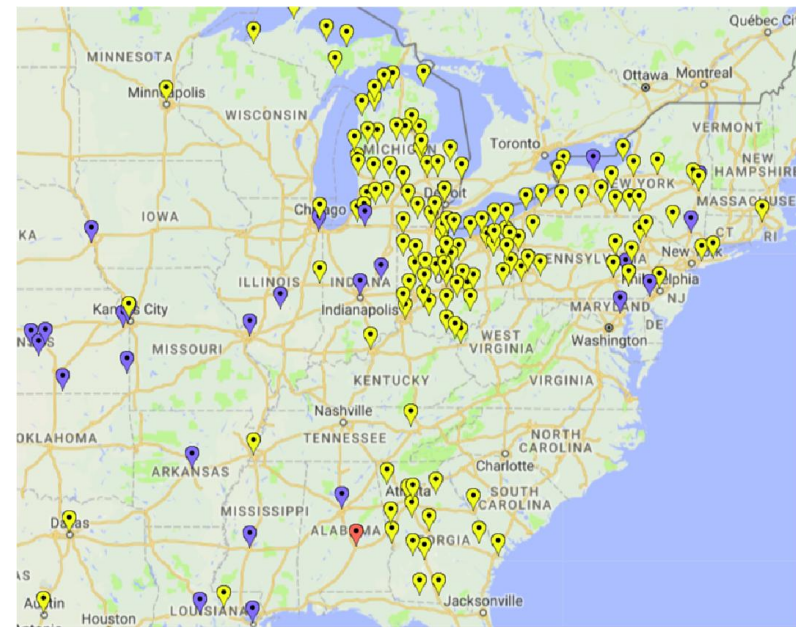 Québec Cit
MINNESOTA
Ottawa
Montreal
Minneapolis
WISCONSIN
VERMONT
Toronto
MICHIGAN
NEW
HAMPSHIRE
Detroit
NEW YORK
MASSACHUSE
Chicago
IOWA
CT
RI
KA
PENNSYLVANIA
New York
ILLINOIS
INDIANA
Philadelphia
Kansas City
Indianapolis
MARYLAND
NJ
MISSOURI
WEST
VIRGINIA
DE
Washington
KENTUCKY
VIRGINIA
Nashville
OKLAHOMA
TENNESSEE
NORTH
CAROLINA
Charlotte
ARKANSAS
Atlanta
SOUTH
CAROLINA
MISSISSIPPI
Dallas
ALABAMA
GEORGIA
AS
Austin
LOUISIANA
Jacksonville
Houston